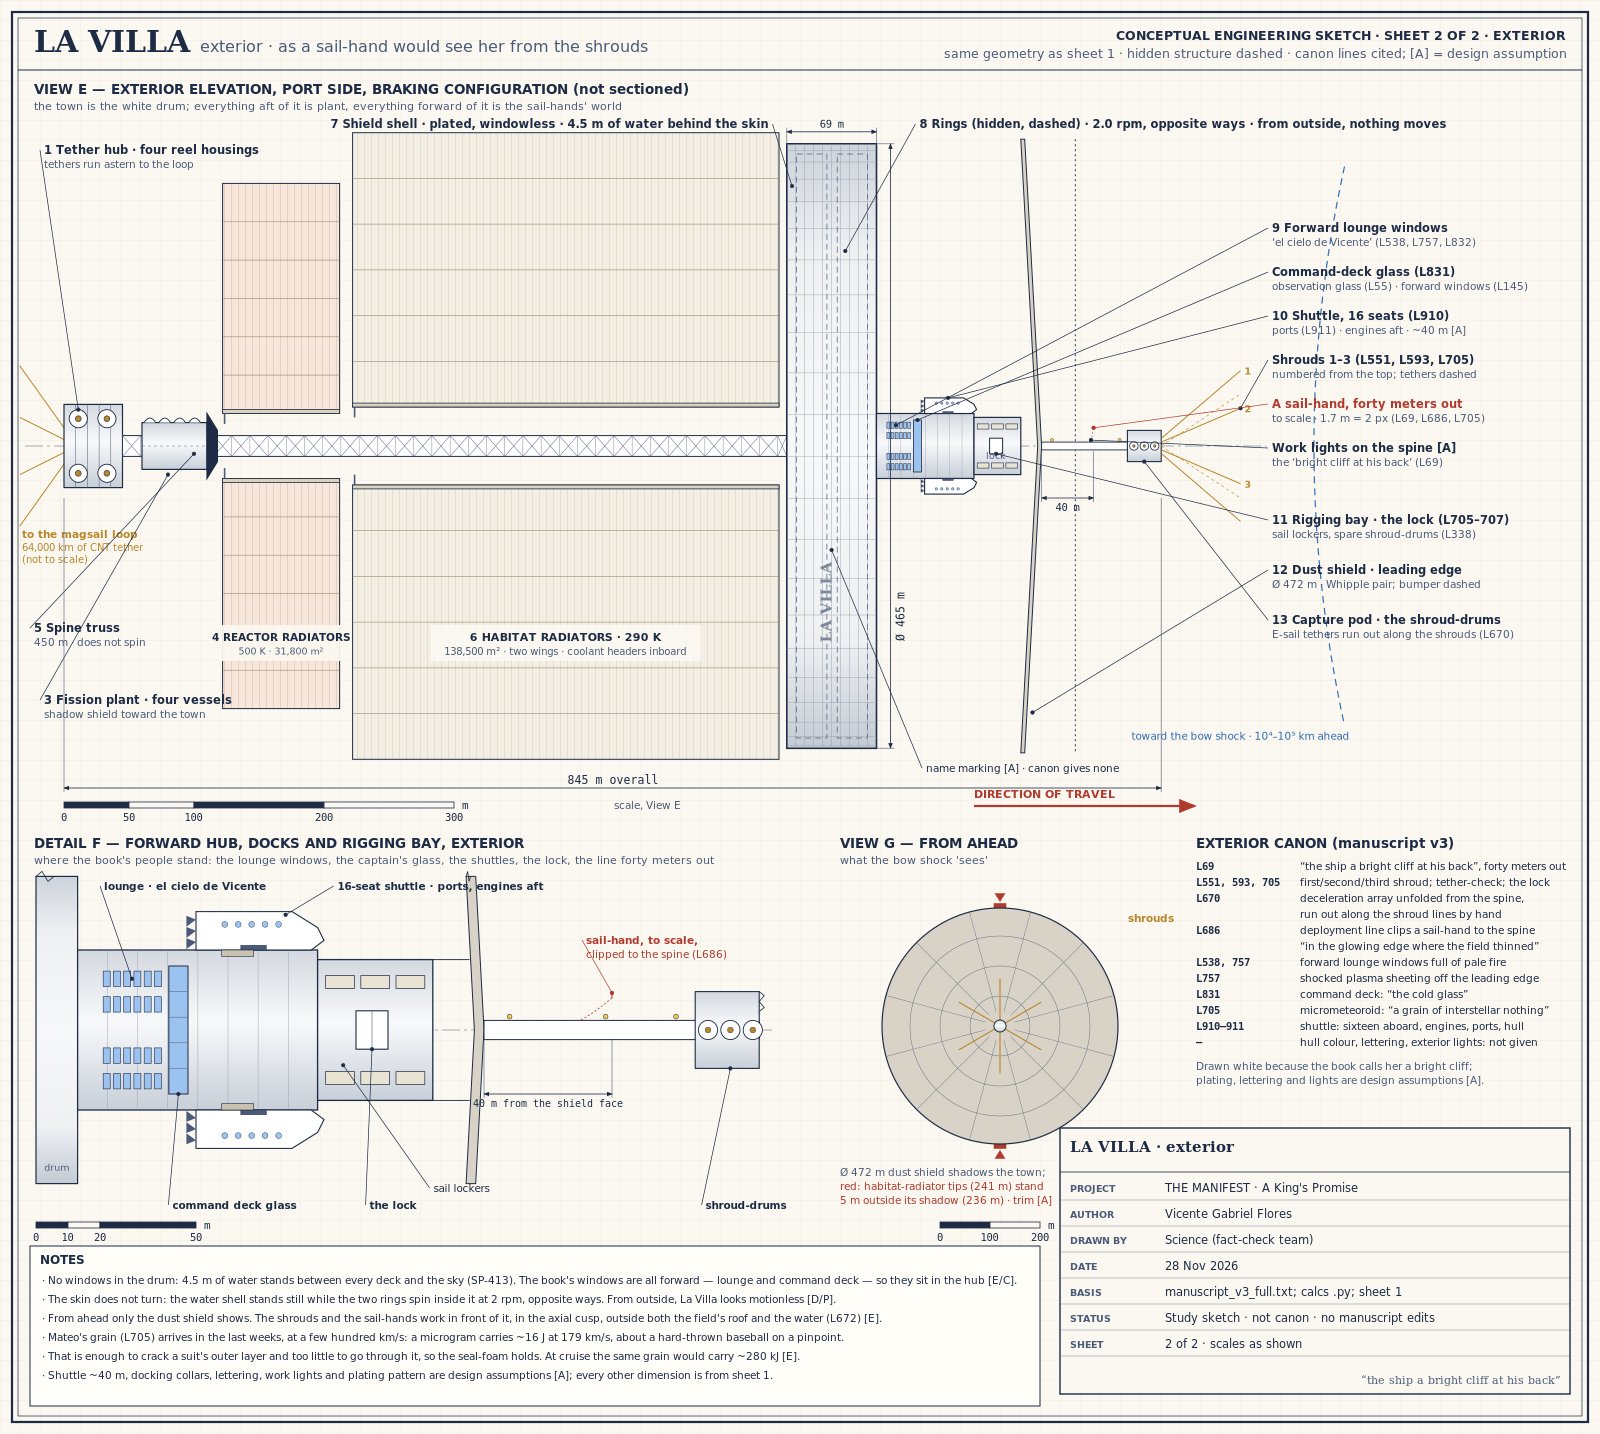 LA VILLA exterior · as a sail-hand would see her from the shrouds
CONCEPTUAL ENGINEERING SKETCH · SHEET 2 OF 2 · EXTERIOR
same geometry as sheet 1 · hidden structure dashed · canon lines cited; [A] = design assumption
VIEW E — EXTERIOR ELEVATION, PORT SIDE, BRAKING CONFIGURATION (not sectioned)
the town is the white drum; everything aft of it is plant, everything forward of it is the sail-hands' world
7 Shield shell · plated, windowless · 4.5 m of water behind the skin
69 m
8 Rings (hidden, dashed) · 2.0 rpm, opposite ways · from outside, nothing moves
1 Tether hub · four reel housings
tethers run astern to the loop
9 Forward lounge windows
‘el cielo de Vicente’ (L538, L757, L832)
Command-deck glass (L831)
observation glass (L55) · forward windows (L145)
10 Shuttle, 16 seats (L910)
ports (L911) · engines aft · ~40 m [A]
Shrouds 1–3 (L551, L593, L705)
numbered from the top; tethers dashed
1
2
A sail-hand, forty meters out
to scale: 1.7 m = 2 px (L69, L686, L705)
Work lights on the spine [A]
the ‘bright cliff at his back’ (L69)
lock
3
40 m
11 Rigging bay · the lock (L705–707)
sail lockers, spare shroud-drums (L338)
to the magsail loop
64,000 km of CNT tether
(not to scale)
12 Dust shield · leading edge
Ø 472 m · Whipple pair; bumper dashed
LA VILLA
Ø 465 m
5 Spine truss
450 m · does not spin
4 REACTOR RADIATORS
500 K · 31,800 m²
6 HABITAT RADIATORS · 290 K
138,500 m² · two wings · coolant headers inboard
13 Capture pod · the shroud-drums
E-sail tethers run out along the shrouds (L670)
3 Fission plant · four vessels
shadow shield toward the town
toward the bow shock · 10⁴–10⁵ km ahead
name marking [A] · canon gives none
845 m overall
DIRECTION OF TRAVEL
m
scale, View E
0 50 100 200 300
DETAIL F — FORWARD HUB, DOCKS AND RIGGING BAY, EXTERIOR
where the book's people stand: the lounge windows, the captain's glass, the shuttles, the lock, the line forty meters out
lounge · el cielo de Vicente
16-seat shuttle · ports, engines aft
sail-hand, to scale,
clipped to the spine (L686)
40 m from the shield face
drum
sail lockers
command deck glass
the lock
shroud-drums
m
0 10 20 50
VIEW G — FROM AHEAD
what the bow shock 'sees'
shrouds
Ø 472 m dust shield shadows the town;
red: habitat-radiator tips (241 m) stand
5 m outside its shadow (236 m) · trim [A]
m
0 100 200
EXTERIOR CANON (manuscript v3)
L69 “the ship a bright cliff at his back”, forty meters out
L551, 593, 705 first/second/third shroud; tether-check; the lock
L670 deceleration array unfolded from the spine,
run out along the shroud lines by hand
L686 deployment line clips a sail-hand to the spine
“in the glowing edge where the field thinned”
L538, 757 forward lounge windows full of pale fire
L757 shocked plasma sheeting off the leading edge
L831 command deck: “the cold glass”
L705 micrometeoroid: “a grain of interstellar nothing”
L910–911 shuttle: sixteen aboard, engines, ports, hull
— hull colour, lettering, exterior lights: not given
Drawn white because the book calls her a bright cliff;
plating, lettering and lights are design assumptions [A].
NOTES
· No windows in the drum: 4.5 m of water stands between every deck and the sky (SP-413). The book's windows are all forward — lounge and command deck — so they sit in the hub [E/C].
· The skin does not turn: the water shell stands still while the two rings spin inside it at 2 rpm, opposite ways. From outside, La Villa looks motionless [D/P].
· From ahead only the dust shield shows. The shrouds and the sail-hands work in front of it, in the axial cusp, outside both the field's roof and the water (L672) [E].
· Mateo's grain (L705) arrives in the last weeks, at a few hundred km/s: a microgram carries ~16 J at 179 km/s, about a hard-thrown baseball on a pinpoint.
· That is enough to crack a suit's outer layer and too little to go through it, so the seal-foam holds. At cruise the same grain would carry ~280 kJ [E].
· Shuttle ~40 m, docking collars, lettering, work lights and plating pattern are design assumptions [A]; every other dimension is from sheet 1.
LA VILLA · exterior
PROJECT THE MANIFEST · A King's Promise
AUTHOR Vicente Gabriel Flores
DRAWN BY Science (fact-check team)
DATE 28 Nov 2026
BASIS manuscript_v3_full.txt; calcs .py; sheet 1
STATUS Study sketch · not canon · no manuscript edits
SHEET 2 of 2 · scales as shown
“the ship a bright cliff at his back”